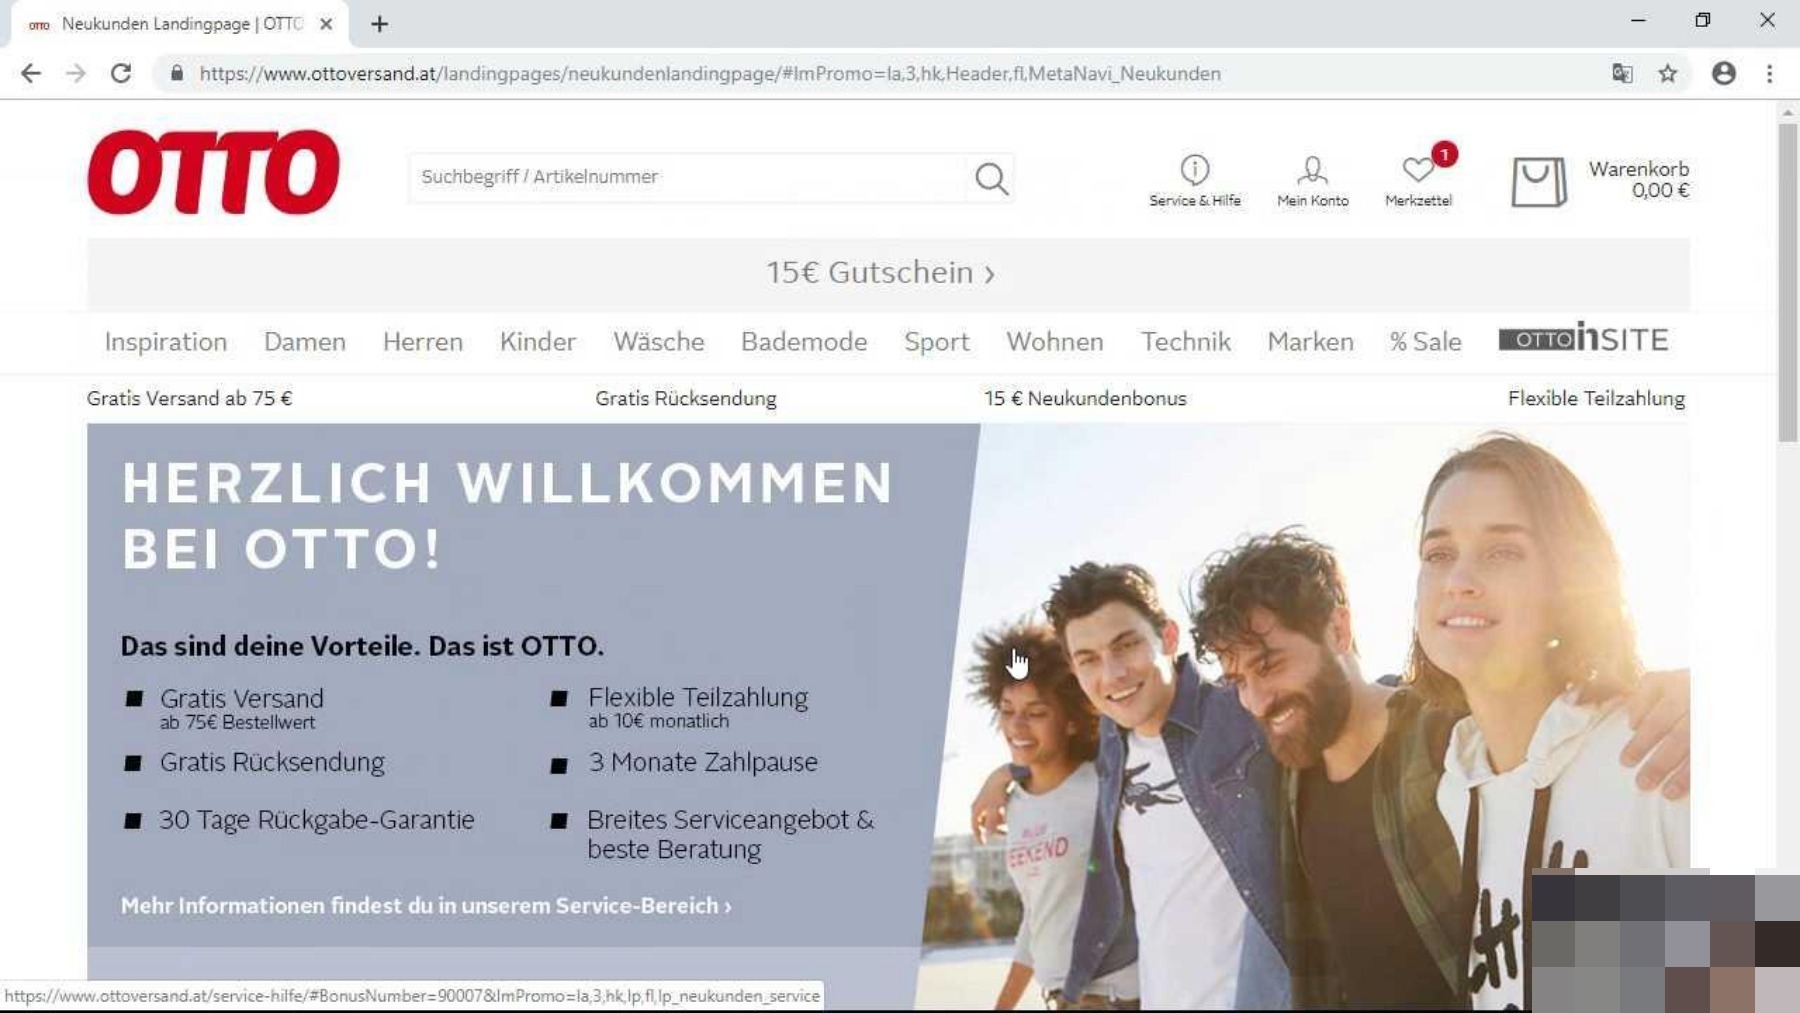 OTTO Neukunden Landingpage | OTTO
https://www.ottoversand.at/landingpages/neukundenlandingpage/#lmPromo=la,3,hk,Header,fl,MetaNavi_Neukunden
OTTO
Suchbegriff / Artikelnummer
Service & Hilfe
Mein Konto
1
Merkzettel
Warenkorb
0,00 €
15€ Gutschein ›
Inspiration Damen Herren Kinder Wäsche Bademode Sport Wohnen Technik Marken % Sale OTTO inSITE
Gratis Versand ab 75 € Gratis Rücksendung 15 € Neukundenbonus Flexible Teilzahlung
HERZLICH WILLKOMMEN
BEI OTTO!
Das sind deine Vorteile. Das ist OTTO.
Gratis Versand
ab 75€ Bestellwert
Gratis Rücksendung
30 Tage Rückgabe-Garantie
Flexible Teilzahlung
ab 10€ monatlich
3 Monate Zahlpause
Breites Serviceangebot &
beste Beratung
Mehr Informationen findest du in unserem Service-Bereich ›
https://www.ottoversand.at/service-hilfe/#BonusNumber=90007&lmPromo=la,3,hk,lp,fl,lp_neukunden_service